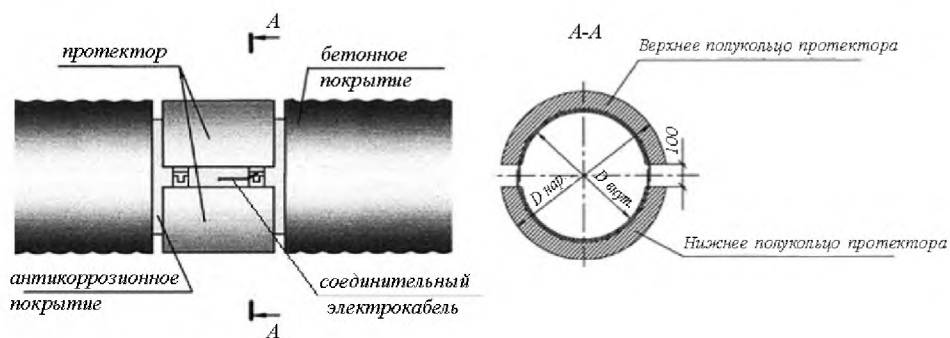 A
протектор
бетонное
покрытие
антикоррозионное
покрытие
соединительный
электрокабель
A
A-A
Верхнее полукольцо протектора
100
D нар.
D внут.
Нижнее полукольцо протектора